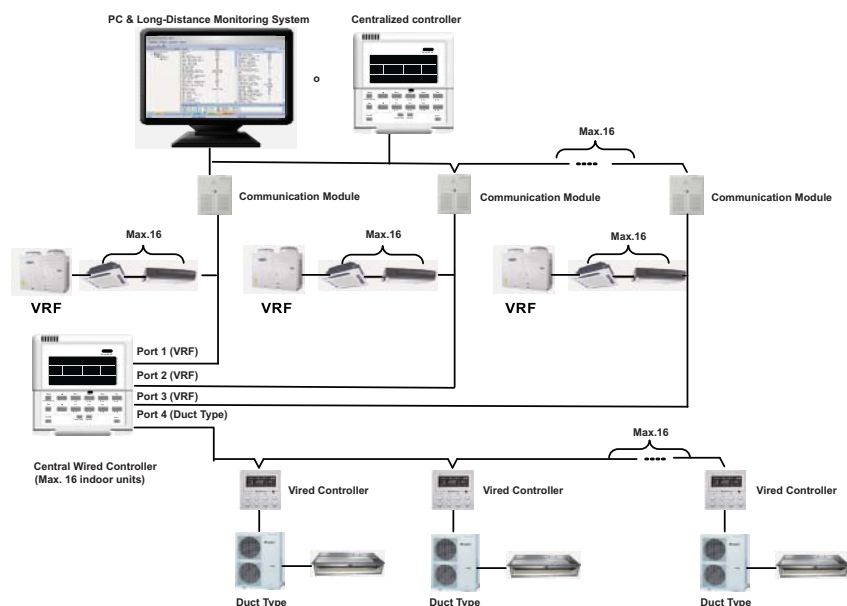 PC & Long-Distance Monitoring System
Centralized controller
o
Max.16
Communication Module
Communication Module
Communication Module
Max.16
Max.16
Max.16
VRF
VRF
VRF
Port 1 (VRF)
Port 2 (VRF)
Port 3 (VRF)
Port 4 (Duct Type)
Max.16
Central Wired Controller
(Max. 16 indoor units)
Vired Controller
Vired Controller
Vired Controller
Duct Type
Duct Type
Duct Type